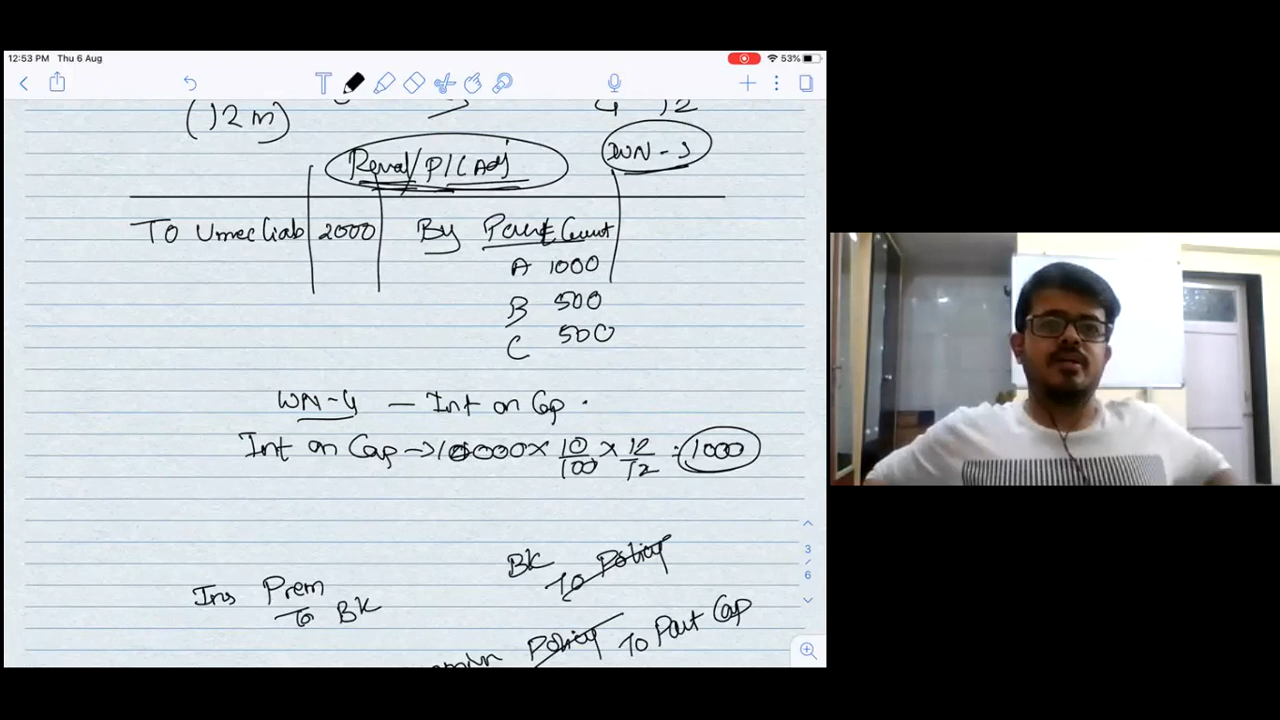 12:53 PM Thu 6 Aug
53%
(12m)
Reval/P/L Adj WN-3
To Unrec Liab 2000 By Part Curr
A 1000
B 500
C 500
WN-4 — Int on Cap.
Int on Cap → 10000 × 10/100 × 12/12 = 1000
Ins Prem
To BK
BK
To Policy
Policy
To Part Cap
3
/
6